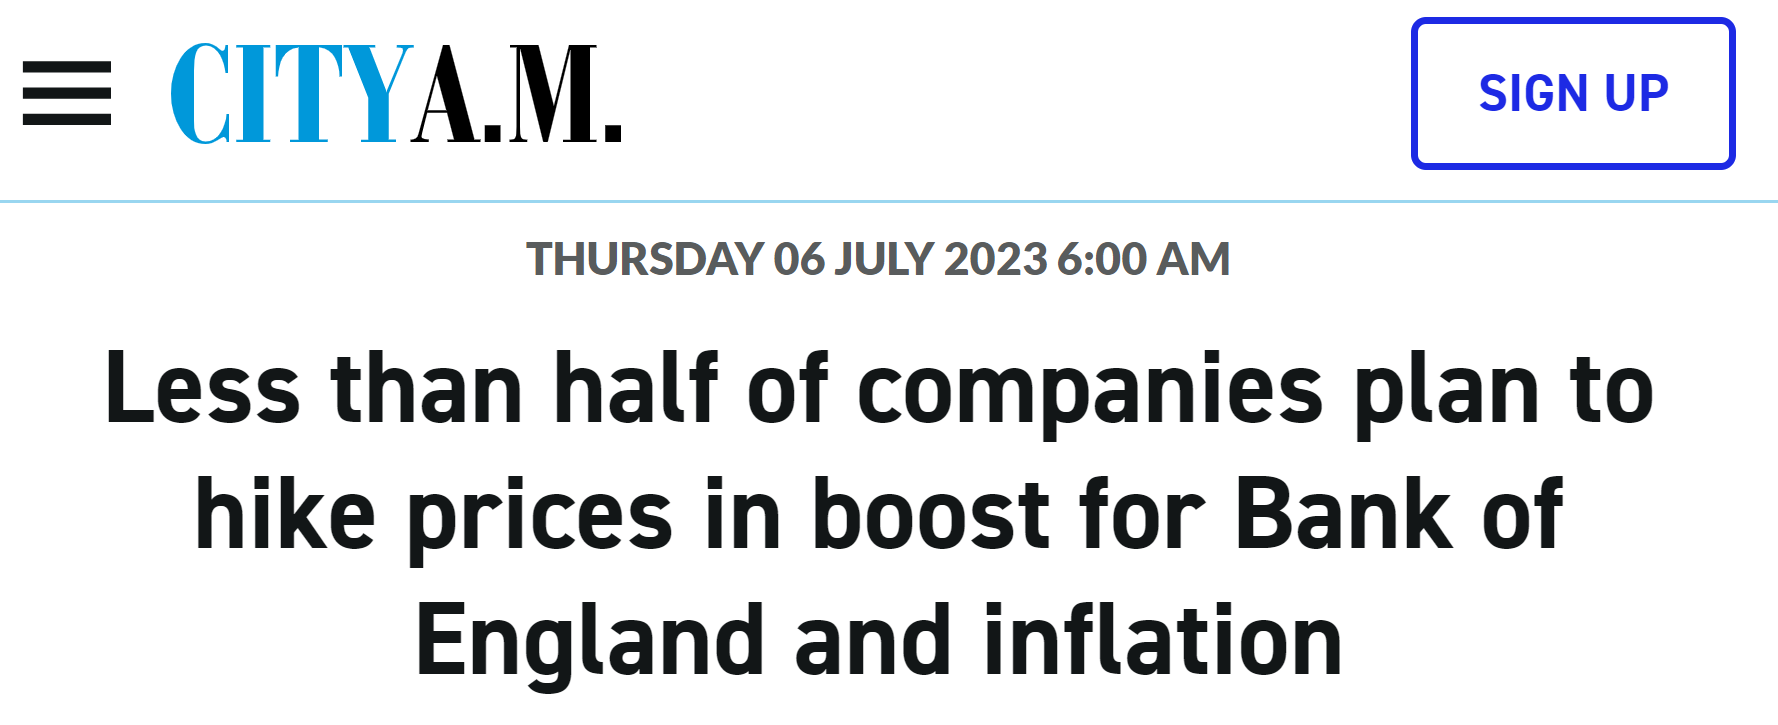 CITYA.M.
SIGN UP
THURSDAY 06 JULY 2023 6:00 AM
Less than half of companies plan to
hike prices in boost for Bank of
England and inflation